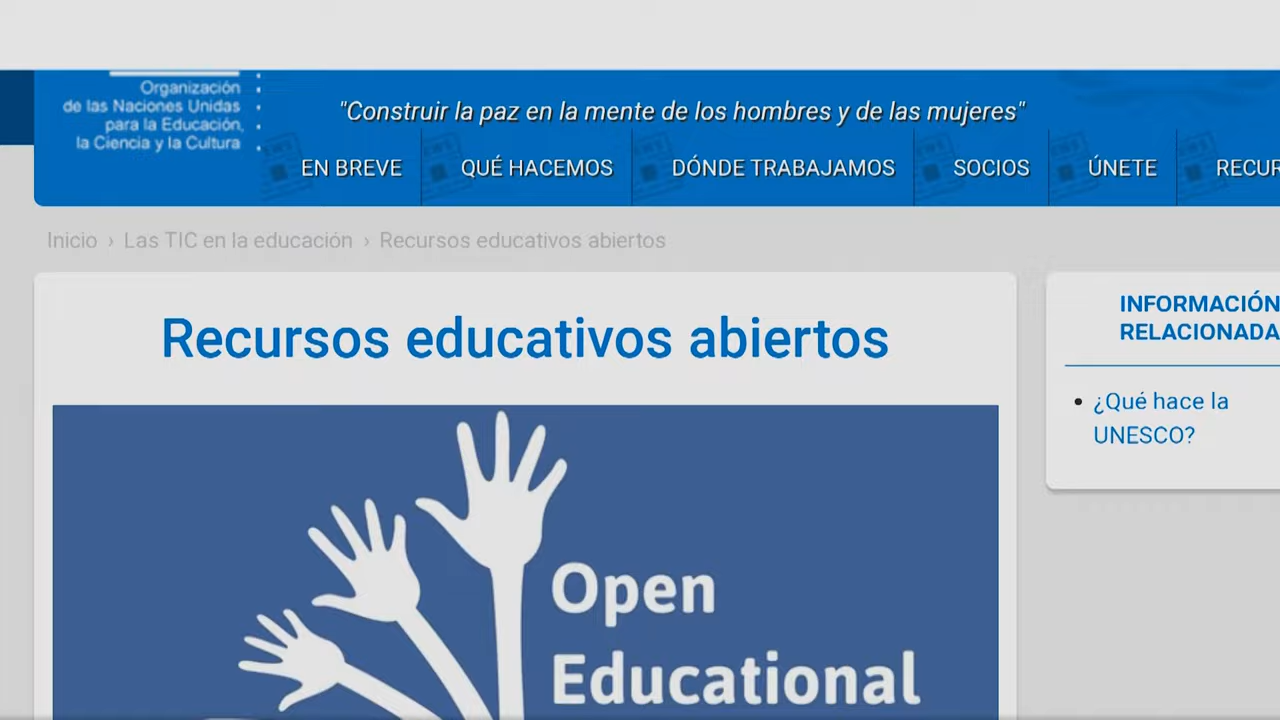 Organización
de las Naciones Unidas
para la Educación,
la Ciencia y la Cultura
"Construir la paz en la mente de los hombres y de las mujeres"
EN BREVE QUÉ HACEMOS DÓNDE TRABAJAMOS SOCIOS ÚNETE RECUR
Inicio › Las TIC en la educación › Recursos educativos abiertos
Recursos educativos abiertos
Open
Educational
INFORMACIÓN
RELACIONADA
• ¿Qué hace la
UNESCO?